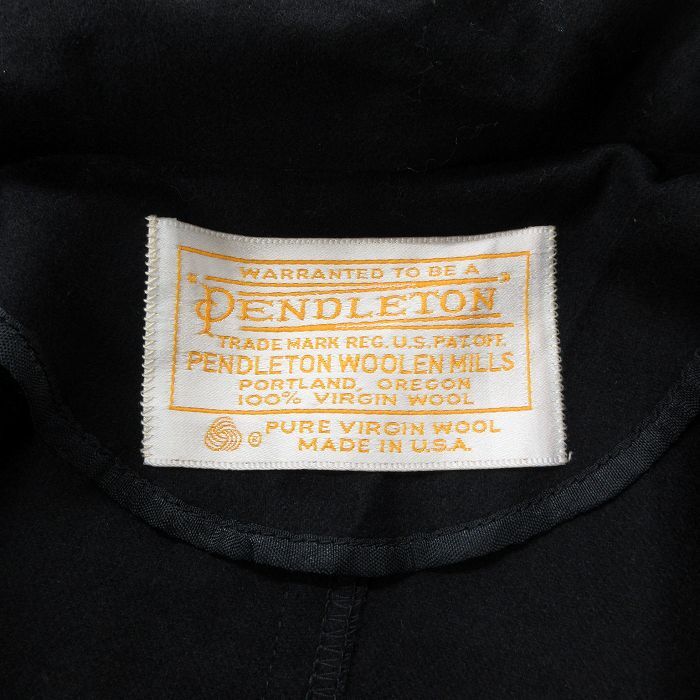 WARRANTED TO BE A
"PENDLETON"
TRADE MARK REG. U.S. PAT. OFF.
PENDLETON WOOLEN MILLS
PORTLAND, OREGON
100% VIRGIN WOOL
® PURE VIRGIN WOOL
MADE IN U.S.A.